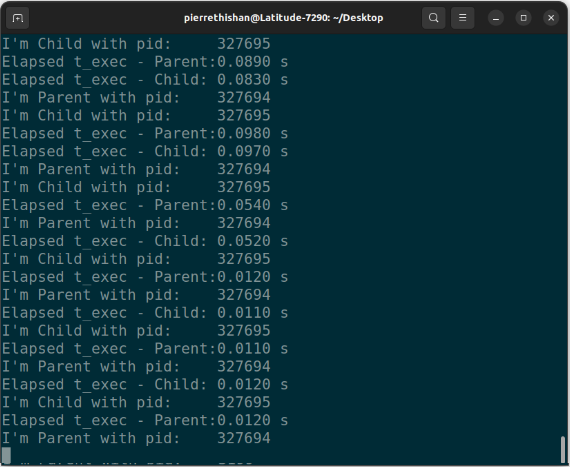 pierrethishan@Latitude-7290: ~/Desktop
I'm Child with pid:     327695
Elapsed t_exec - Parent:0.0890 s
Elapsed t_exec - Child: 0.0830 s
I'm Parent with pid:    327694
I'm Child with pid:     327695
Elapsed t_exec - Parent:0.0980 s
Elapsed t_exec - Child: 0.0970 s
I'm Parent with pid:    327694
I'm Child with pid:     327695
Elapsed t_exec - Parent:0.0540 s
I'm Parent with pid:    327694
Elapsed t_exec - Child: 0.0520 s
I'm Child with pid:     327695
Elapsed t_exec - Parent:0.0120 s
I'm Parent with pid:    327694
Elapsed t_exec - Child: 0.0110 s
I'm Child with pid:     327695
Elapsed t_exec - Parent:0.0110 s
I'm Parent with pid:    327694
Elapsed t_exec - Child: 0.0120 s
I'm Child with pid:     327695
Elapsed t_exec - Parent:0.0120 s
I'm Parent with pid:    327694